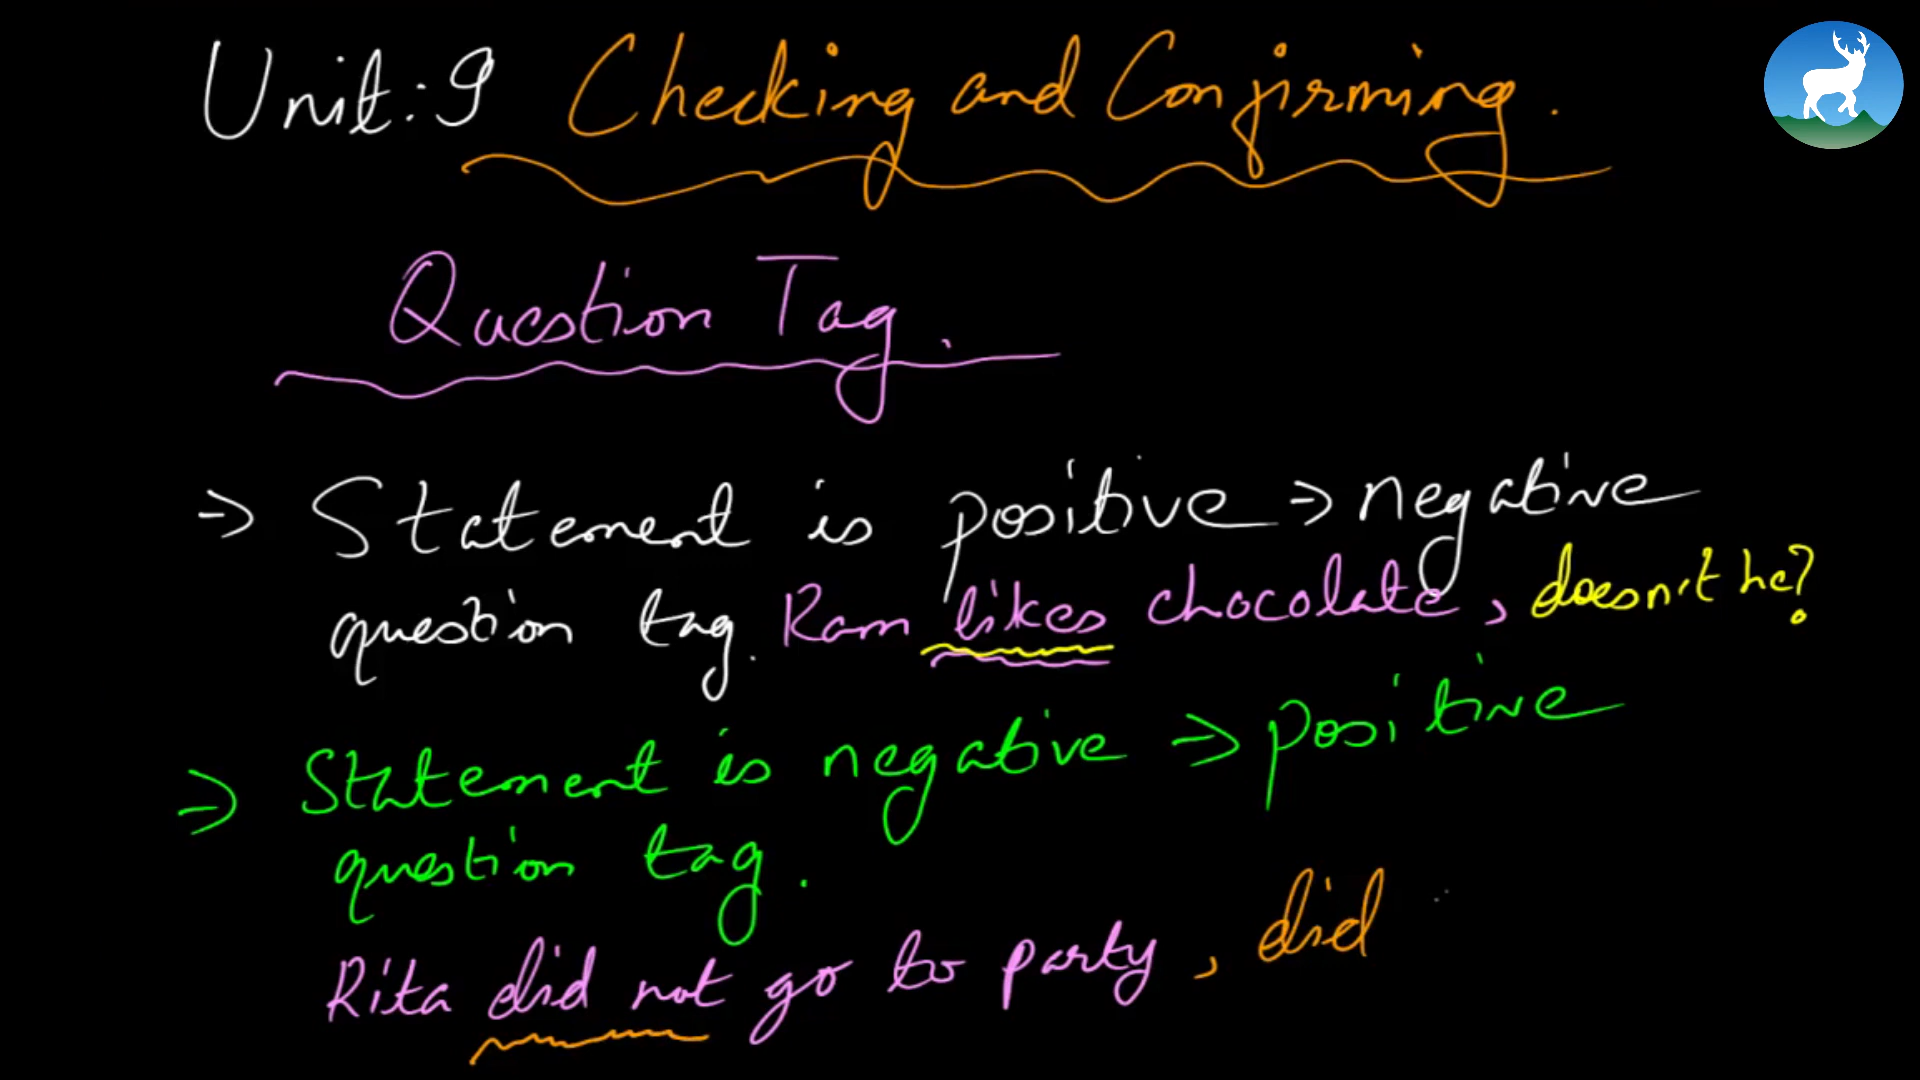 Unit:9 Checking and Confirming.
Question Tag.
⇒ Statement is positive ⇒ negative
question tag. Ram likes chocolate, doesn't he?
⇒ Statement is negative ⇒ positive
question tag.
Rita did not go to party, did